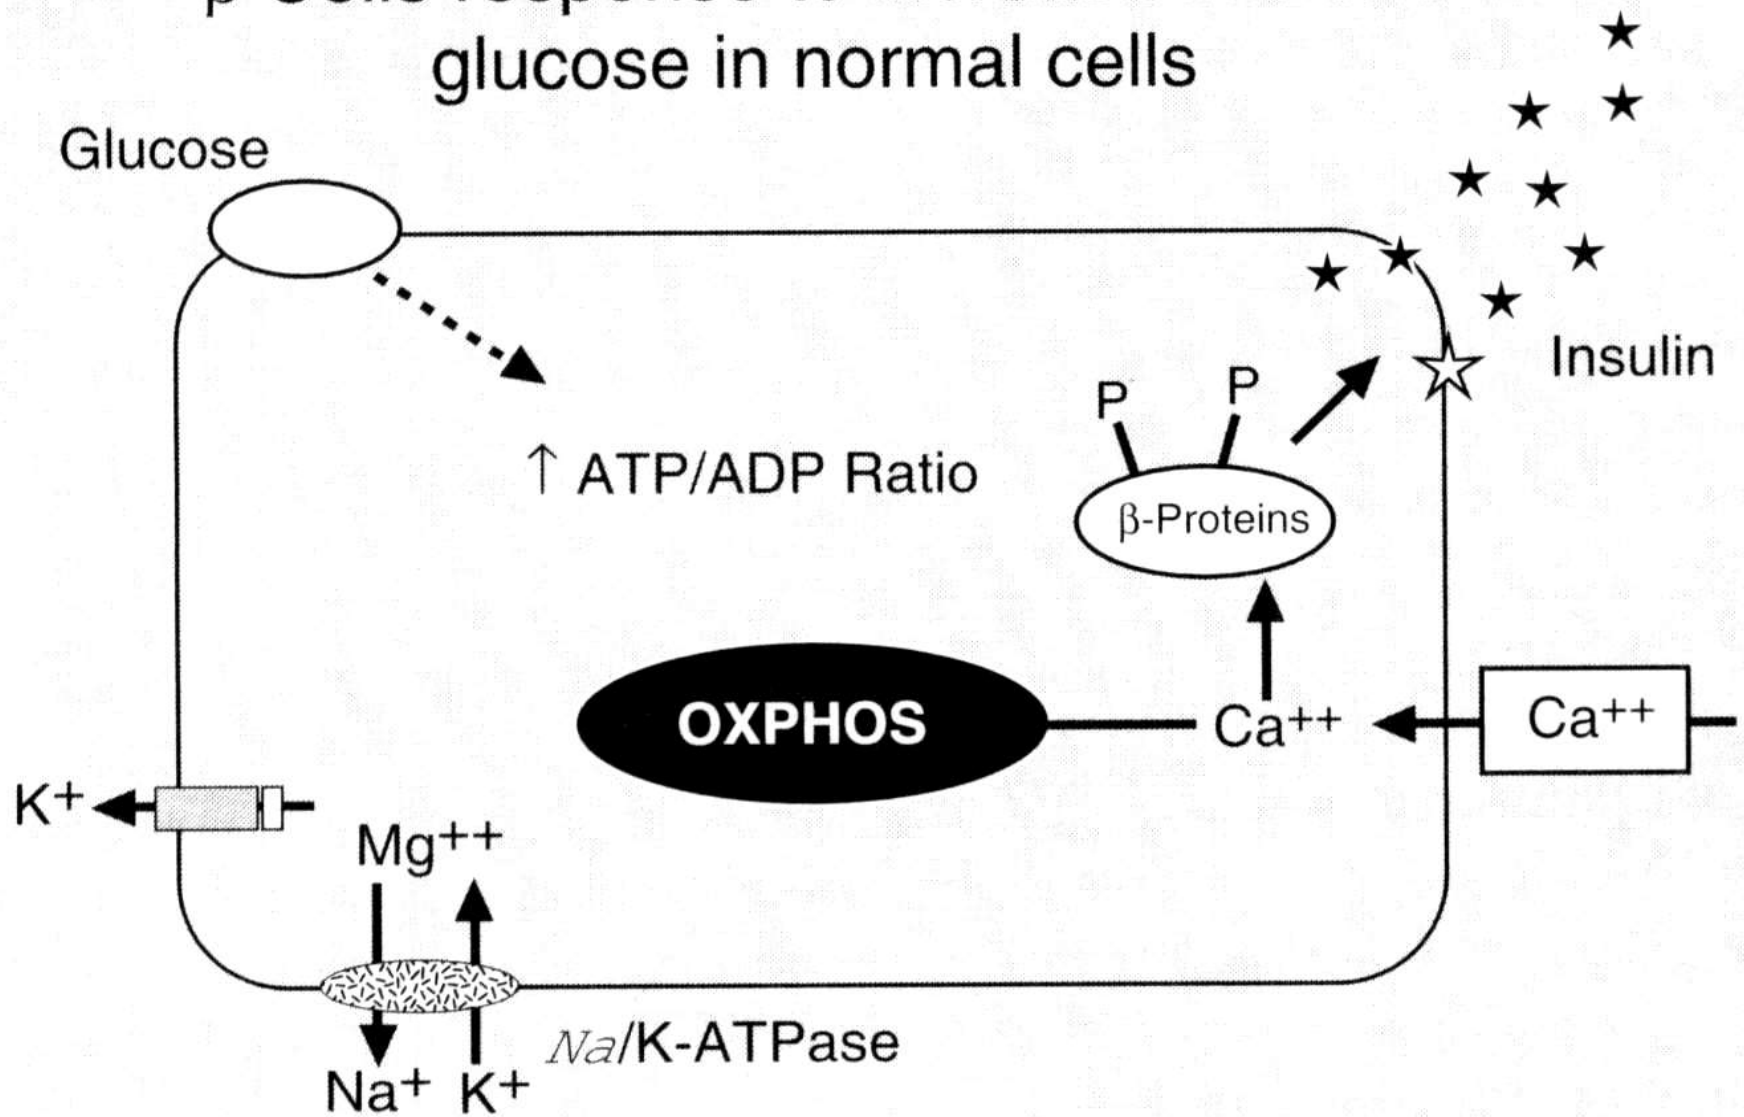 β
glucose in normal cells
Glucose
Insulin
P P
↑ ATP/ADP Ratio
β-Proteins
OXPHOS
Ca++
Ca++
K+
Mg++
Na/K-ATPase
Na+ K+